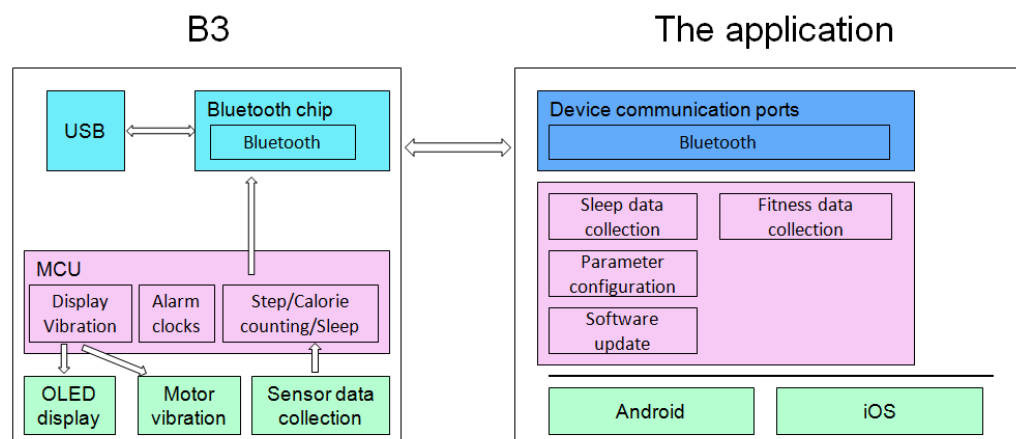 B3
The application
USB
Bluetooth chip
Bluetooth
Device communication ports
Bluetooth
Sleep data
collection
Fitness data
collection
Parameter
configuration
Software
update
MCU
Display
Vibration
Alarm
clocks
Step/Calorie
counting/Sleep
OLED
display
Motor
vibration
Sensor data
collection
Android
iOS